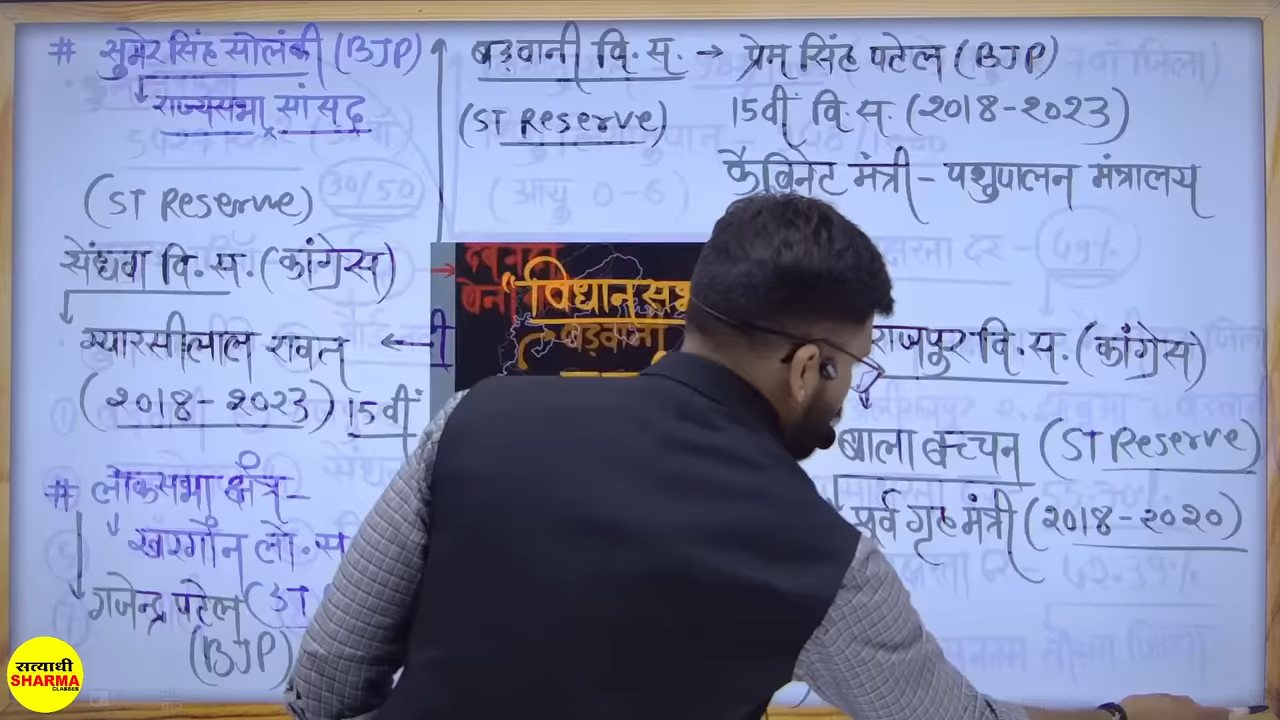 # सुमेर सिंह सोलंकी (BJP)
राज्यसभा सांसद
(ST Reserve)
सेंधवा वि. स. (कांग्रेस)
ग्यारसीलाल रावत
(2018-2023) 15वीं
# लोकसभा क्षेत्र-
खरगौन लो. स
गजेन्द्र पटेल (ST
(BJP)
बड़वानी वि. स. → प्रेम सिंह पटेल (BJP)
(ST Reserve)
15वीं वि. स. (2018-2023)
कैबिनेट मंत्री - पशुपालन मंत्रालय
"विधान सभ
बड़वानी
राजपुर वि. स. (कांग्रेस)
बाला बच्चन (ST Reserve)
पूर्व गृह मंत्री (2018-2020)
सत्यार्थी
SHARMA
CLASSES